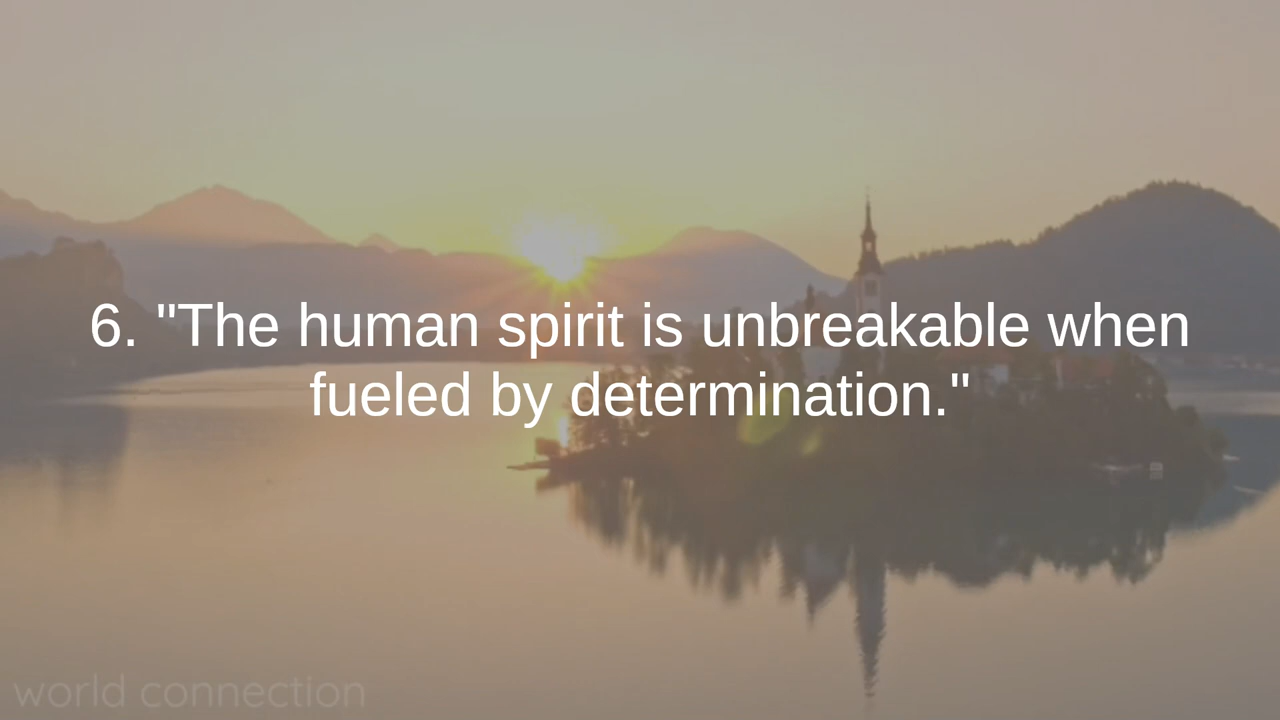 6. "The human spirit is unbreakable when
fueled by determination."
world connection